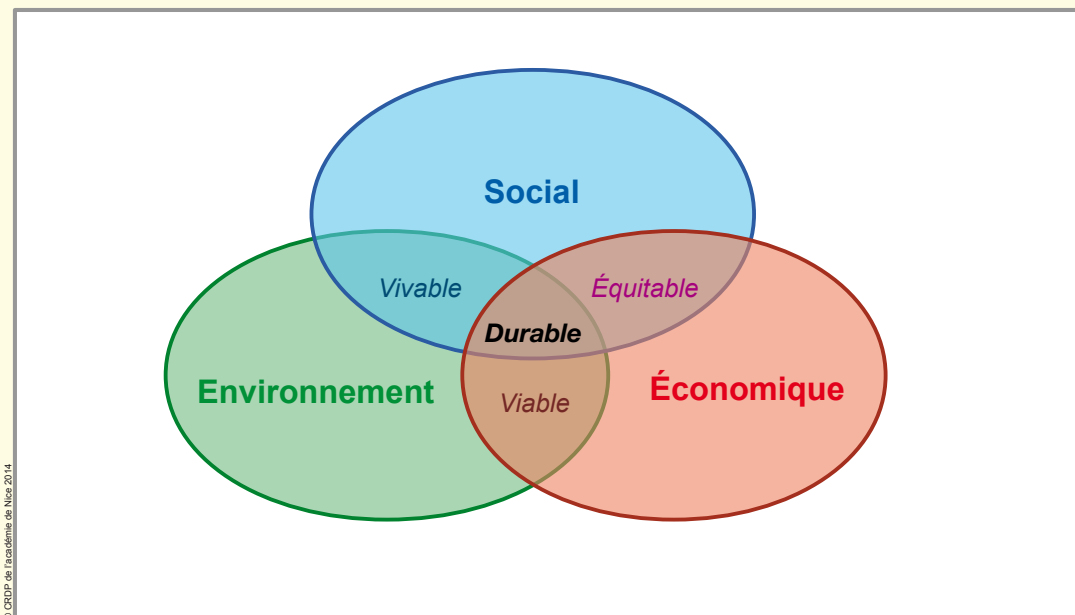 Social
Vivable
Équitable
Durable
Environnement
Économique
Viable
© CRDP de l'académie de Nice 2014